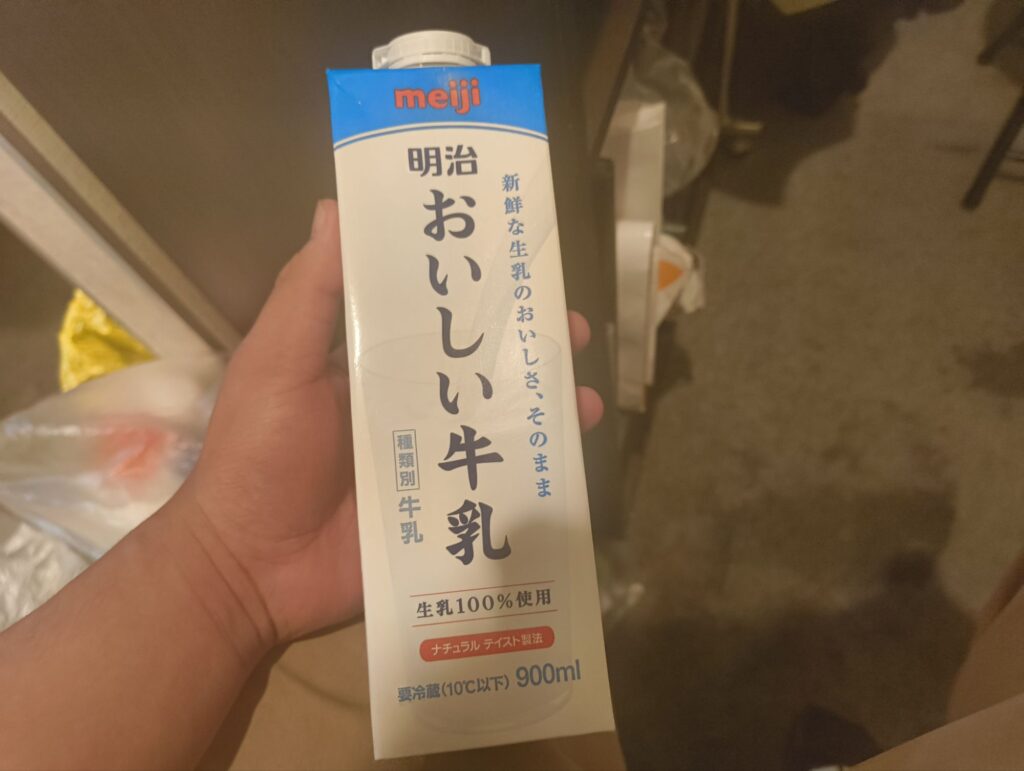 meiji
明治
おいしい牛乳
新鮮な生乳のおいしさ、そのまま
種類別
牛乳
生乳100%使用
ナチュラル テイスト製法
要冷蔵(10℃以下) 900ml